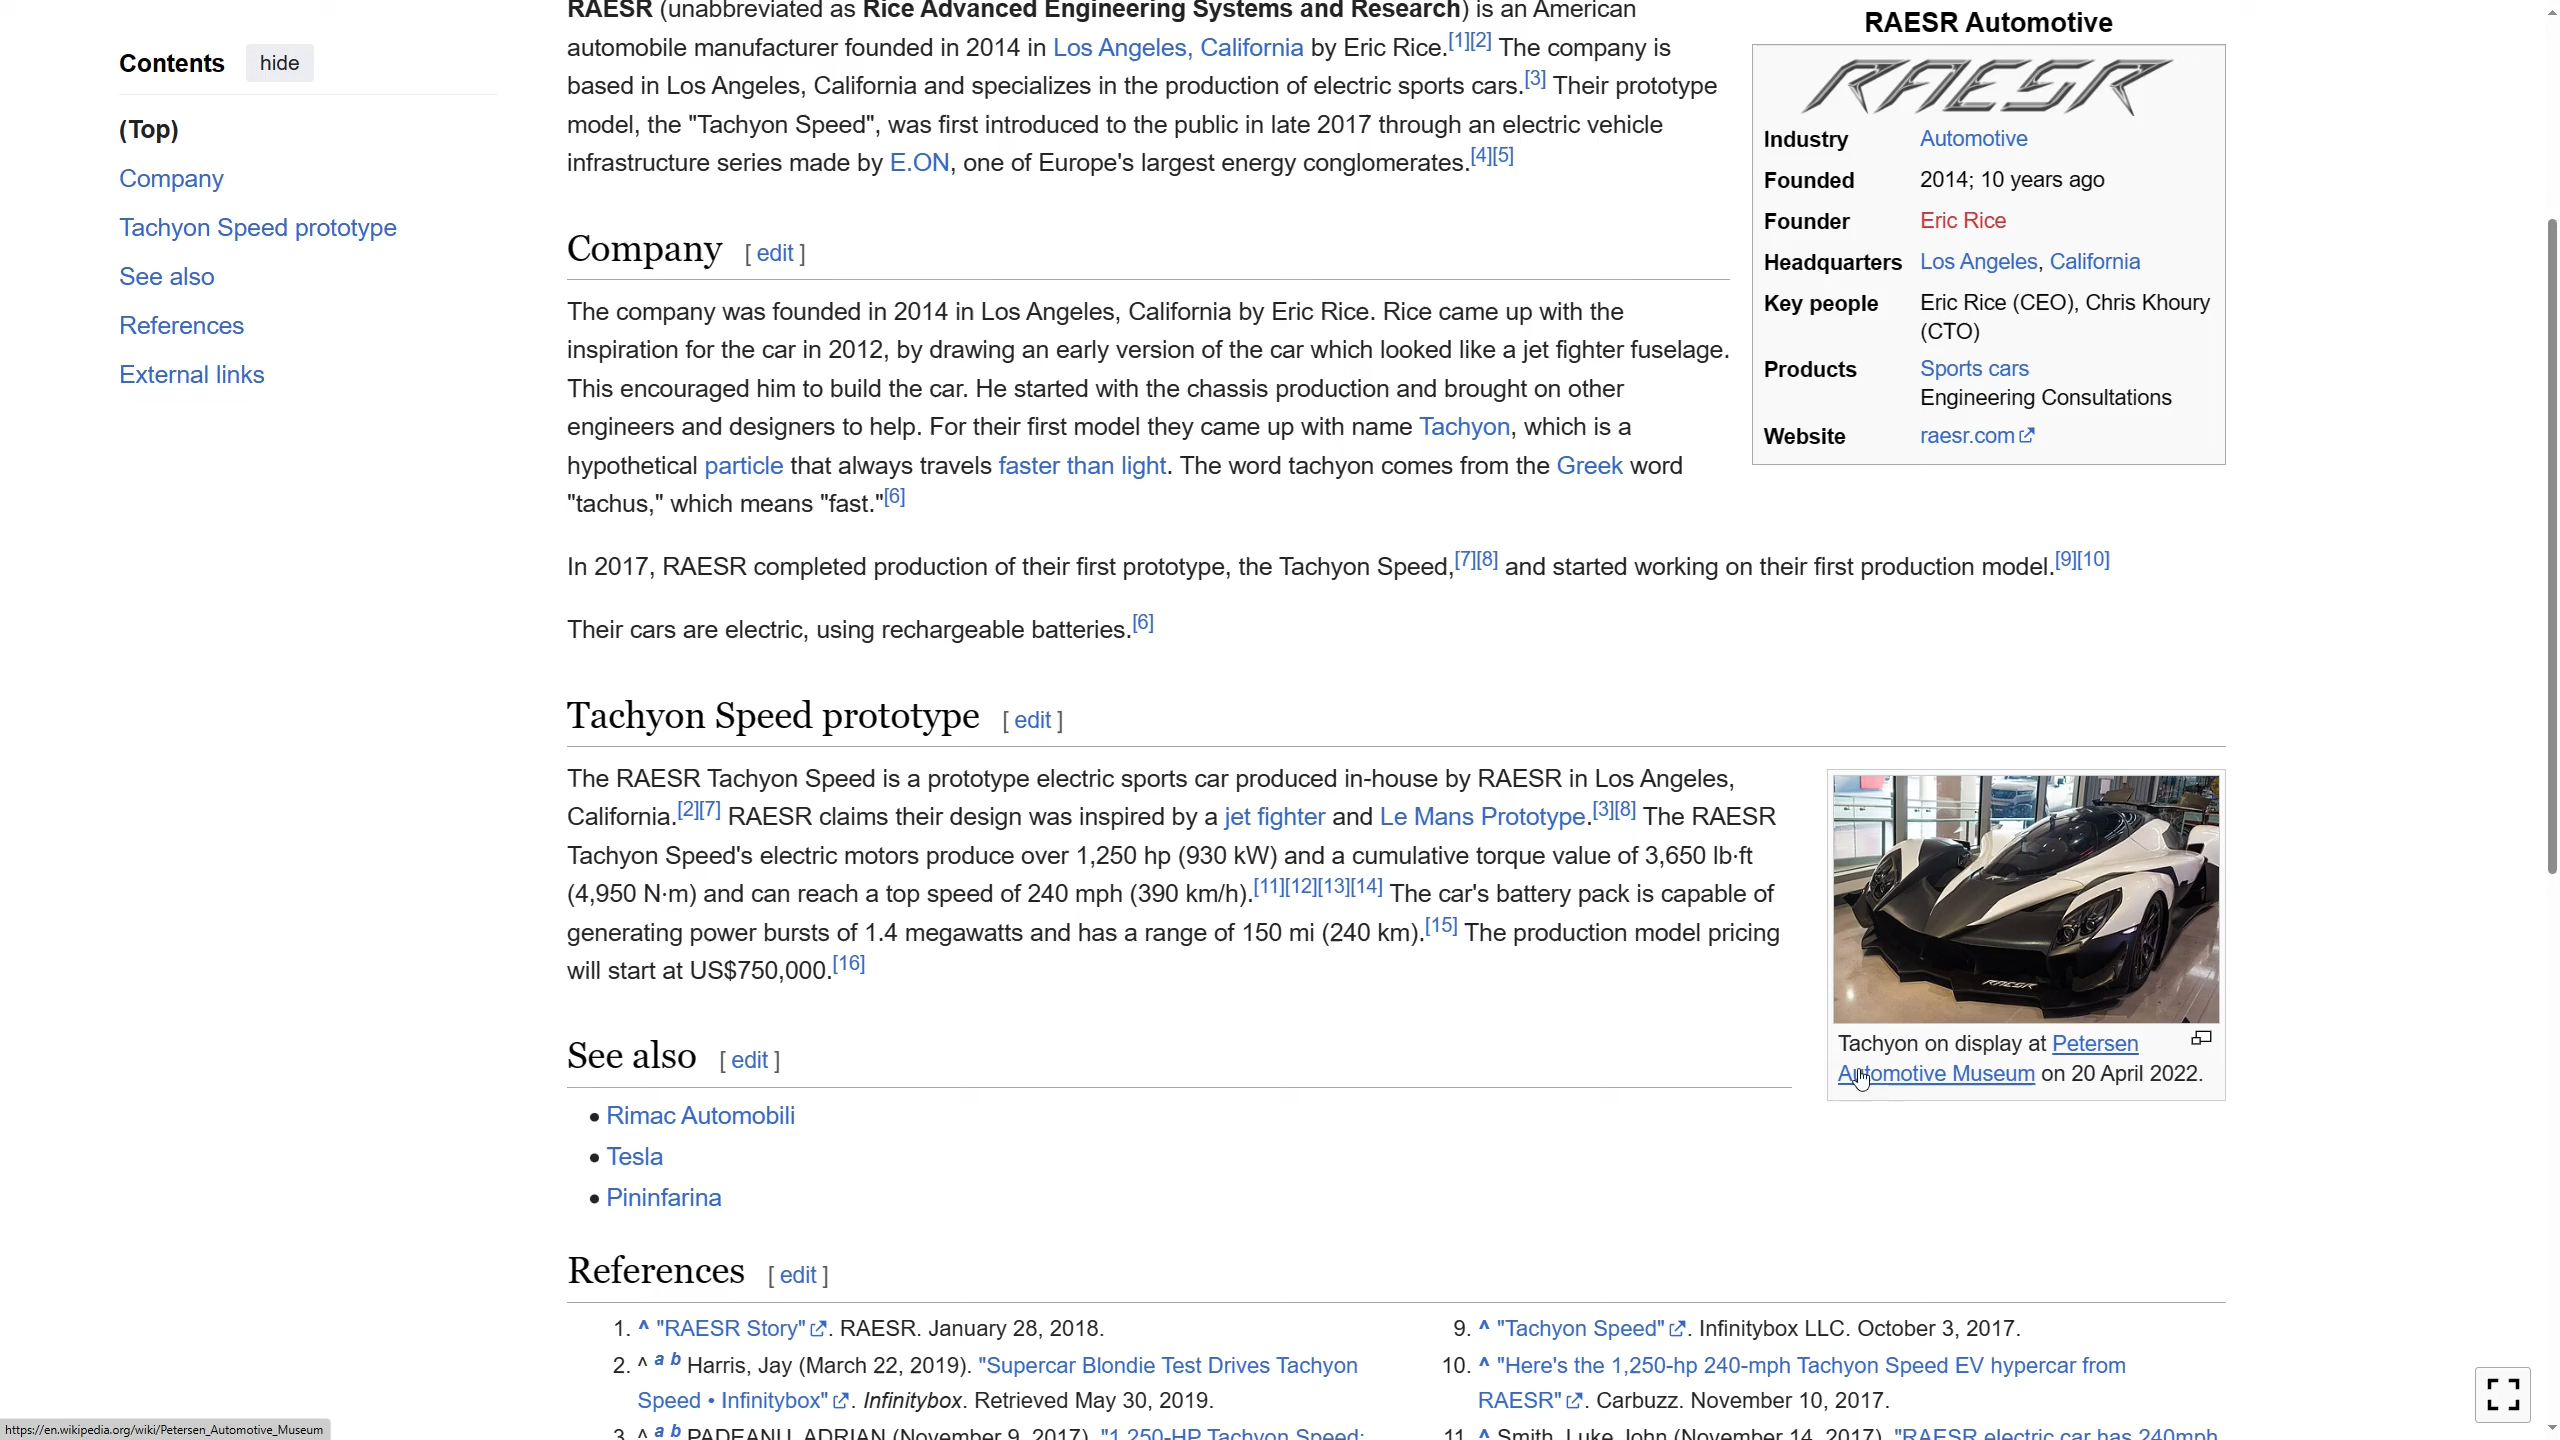 Contents hide
(Top)
Company
Tachyon Speed prototype
See also
References
External links
RAESR (unabbreviated as Rice Advanced Engineering Systems and Research) is an American
automobile manufacturer founded in 2014 in Los Angeles, California by Eric Rice.[1][2] The company is
based in Los Angeles, California and specializes in the production of electric sports cars.[3] Their prototype
model, the "Tachyon Speed", was first introduced to the public in late 2017 through an electric vehicle
infrastructure series made by E.ON, one of Europe's largest energy conglomerates.[4][5]
RAESR Automotive
RAESR
Industry Automotive
Founded 2014; 10 years ago
Founder Eric Rice
Headquarters Los Angeles, California
Key people Eric Rice (CEO), Chris Khoury
(CTO)
Products Sports cars
Engineering Consultations
Website raesr.com
Company [ edit ]
The company was founded in 2014 in Los Angeles, California by Eric Rice. Rice came up with the
inspiration for the car in 2012, by drawing an early version of the car which looked like a jet fighter fuselage.
This encouraged him to build the car. He started with the chassis production and brought on other
engineers and designers to help. For their first model they came up with name Tachyon, which is a
hypothetical particle that always travels faster than light. The word tachyon comes from the Greek word
"tachus," which means "fast."[6]
In 2017, RAESR completed production of their first prototype, the Tachyon Speed,[7][8] and started working on their first production model.[9][10]
Their cars are electric, using rechargeable batteries.[6]
Tachyon Speed prototype [ edit ]
The RAESR Tachyon Speed is a prototype electric sports car produced in-house by RAESR in Los Angeles,
California.[2][7] RAESR claims their design was inspired by a jet fighter and Le Mans Prototype.[3][8] The RAESR
Tachyon Speed's electric motors produce over 1,250 hp (930 kW) and a cumulative torque value of 3,650 lb⋅ft
(4,950 N⋅m) and can reach a top speed of 240 mph (390 km/h).[11][12][13][14] The car's battery pack is capable of
generating power bursts of 1.4 megawatts and has a range of 150 mi (240 km).[15] The production model pricing
will start at US$750,000.[16]
RAESR
Tachyon on display at Petersen
Automotive Museum on 20 April 2022.
See also [ edit ]
• Rimac Automobili
• Tesla
• Pininfarina
References [ edit ]
1. ^ "RAESR Story". RAESR. January 28, 2018.
2. ^ a b Harris, Jay (March 22, 2019). "Supercar Blondie Test Drives Tachyon
Speed • Infinitybox". Infinitybox. Retrieved May 30, 2019.
3. ^ a b PADEANU, ADRIAN (November 9, 2017). "1,250-HP Tachyon Speed:
9. ^ "Tachyon Speed". Infinitybox LLC. October 3, 2017.
10. ^ "Here's the 1,250-hp 240-mph Tachyon Speed EV hypercar from
RAESR". Carbuzz. November 10, 2017.
11. ^ Smith, Luke John (November 14, 2017). "RAESR electric car has 240mph
https://en.wikipedia.org/wiki/Petersen_Automotive_Museum